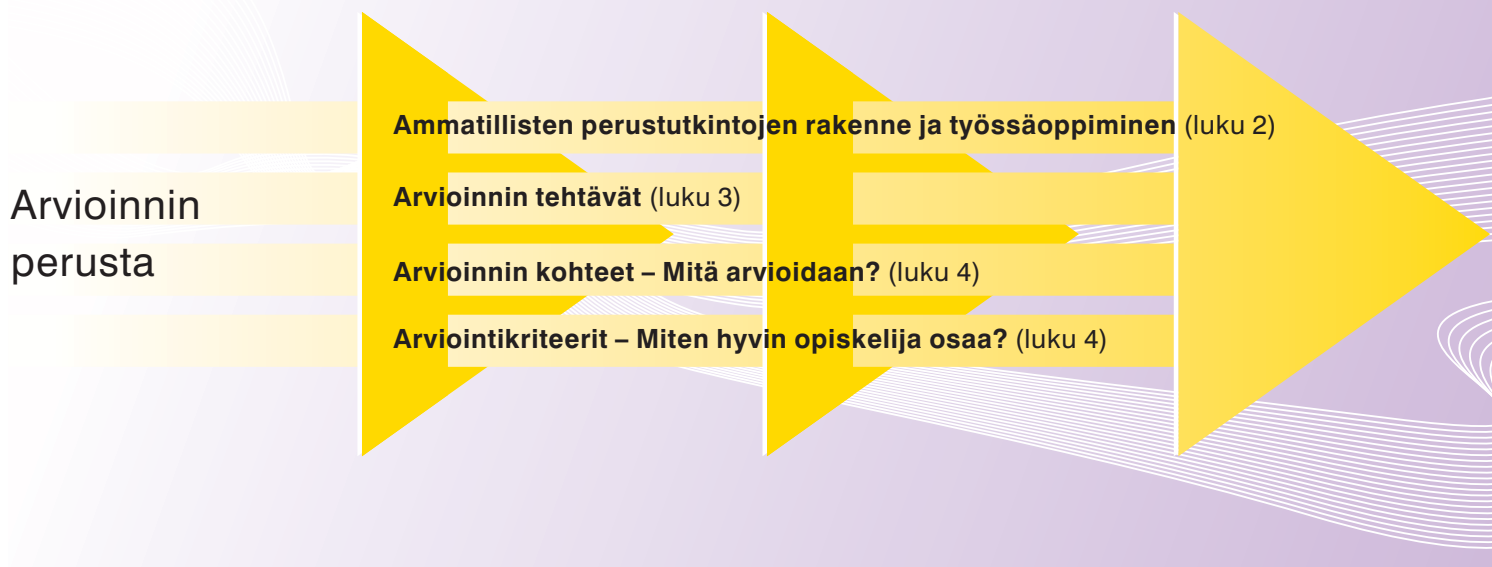 Arvioinnin
perusta
Ammatillisten perustutkintojen rakenne ja työssäoppiminen (luku 2)
Arvioinnin tehtävät (luku 3)
Arvioinnin kohteet – Mitä arvioidaan? (luku 4)
Arviointikriteerit – Miten hyvin opiskelija osaa? (luku 4)